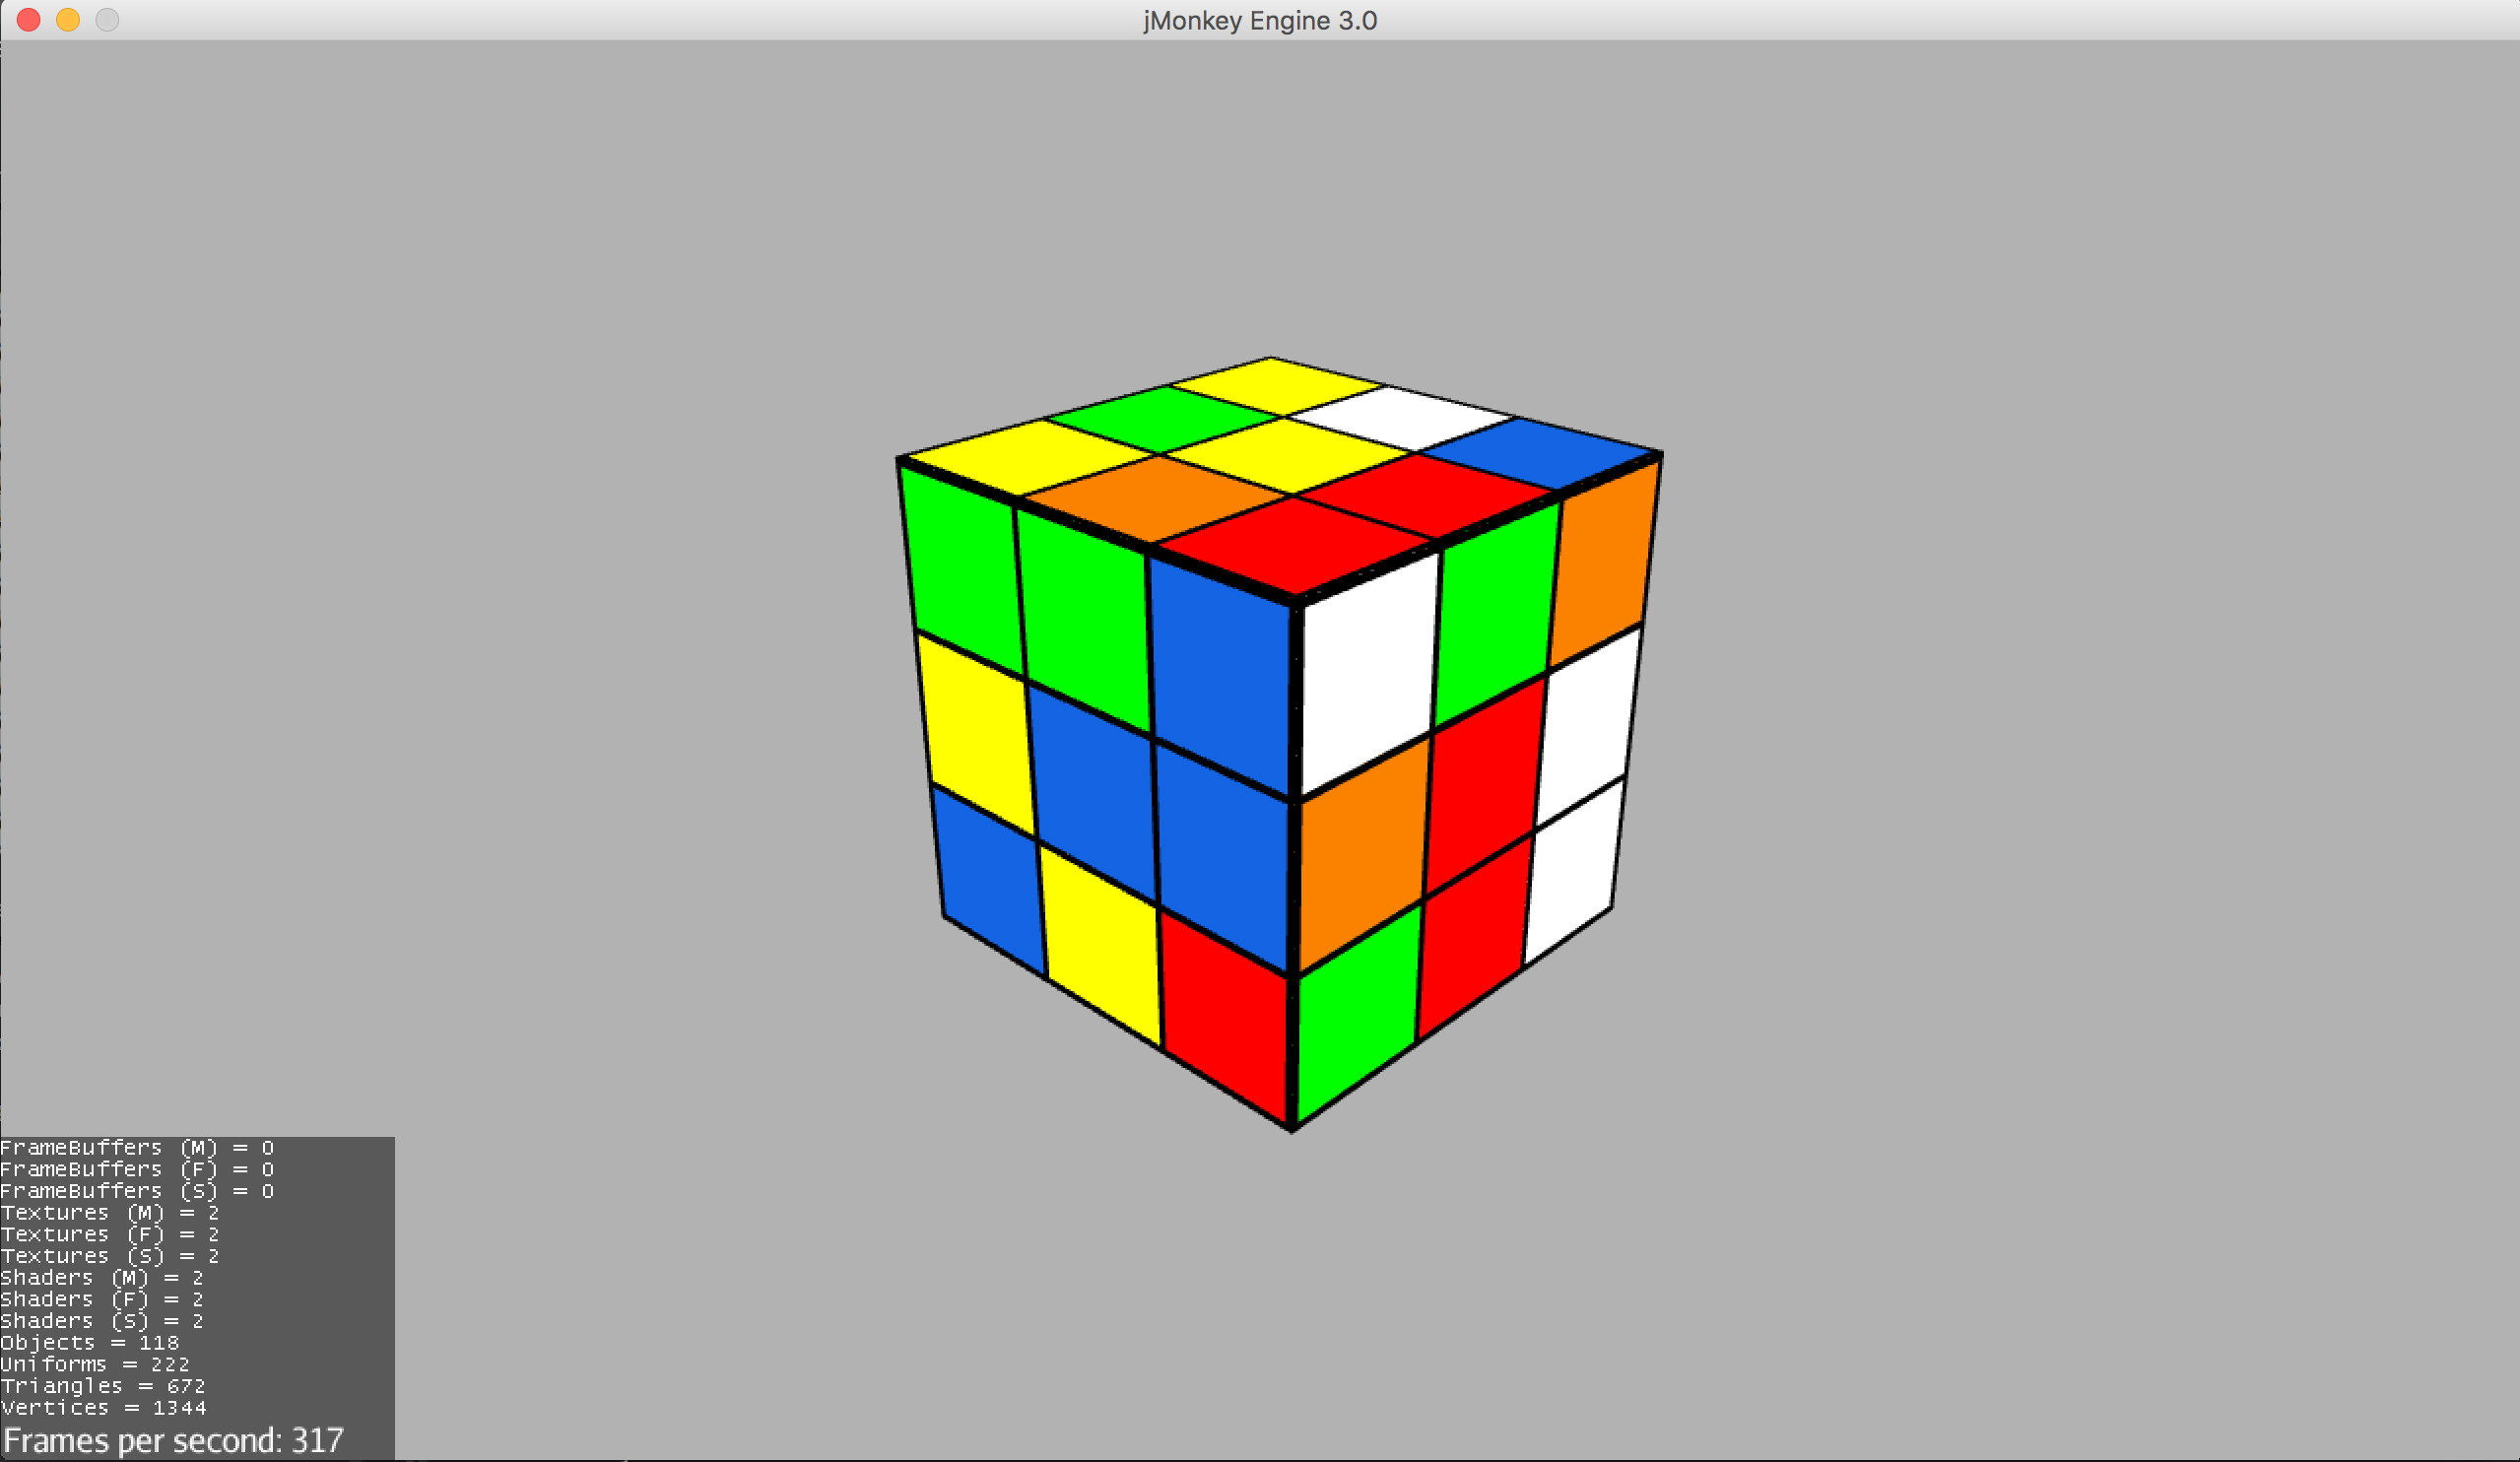 jMonkey Engine 3.0
FrameBuffers (M) = 0
FrameBuffers (F) = 0
FrameBuffers (S) = 0
Textures (M) = 2
Textures (F) = 2
Textures (S) = 2
Shaders (M) = 2
Shaders (F) = 2
Shaders (S) = 2
Objects = 118
Uniforms = 222
Triangles = 672
Vertices = 1344
Frames per second: 317